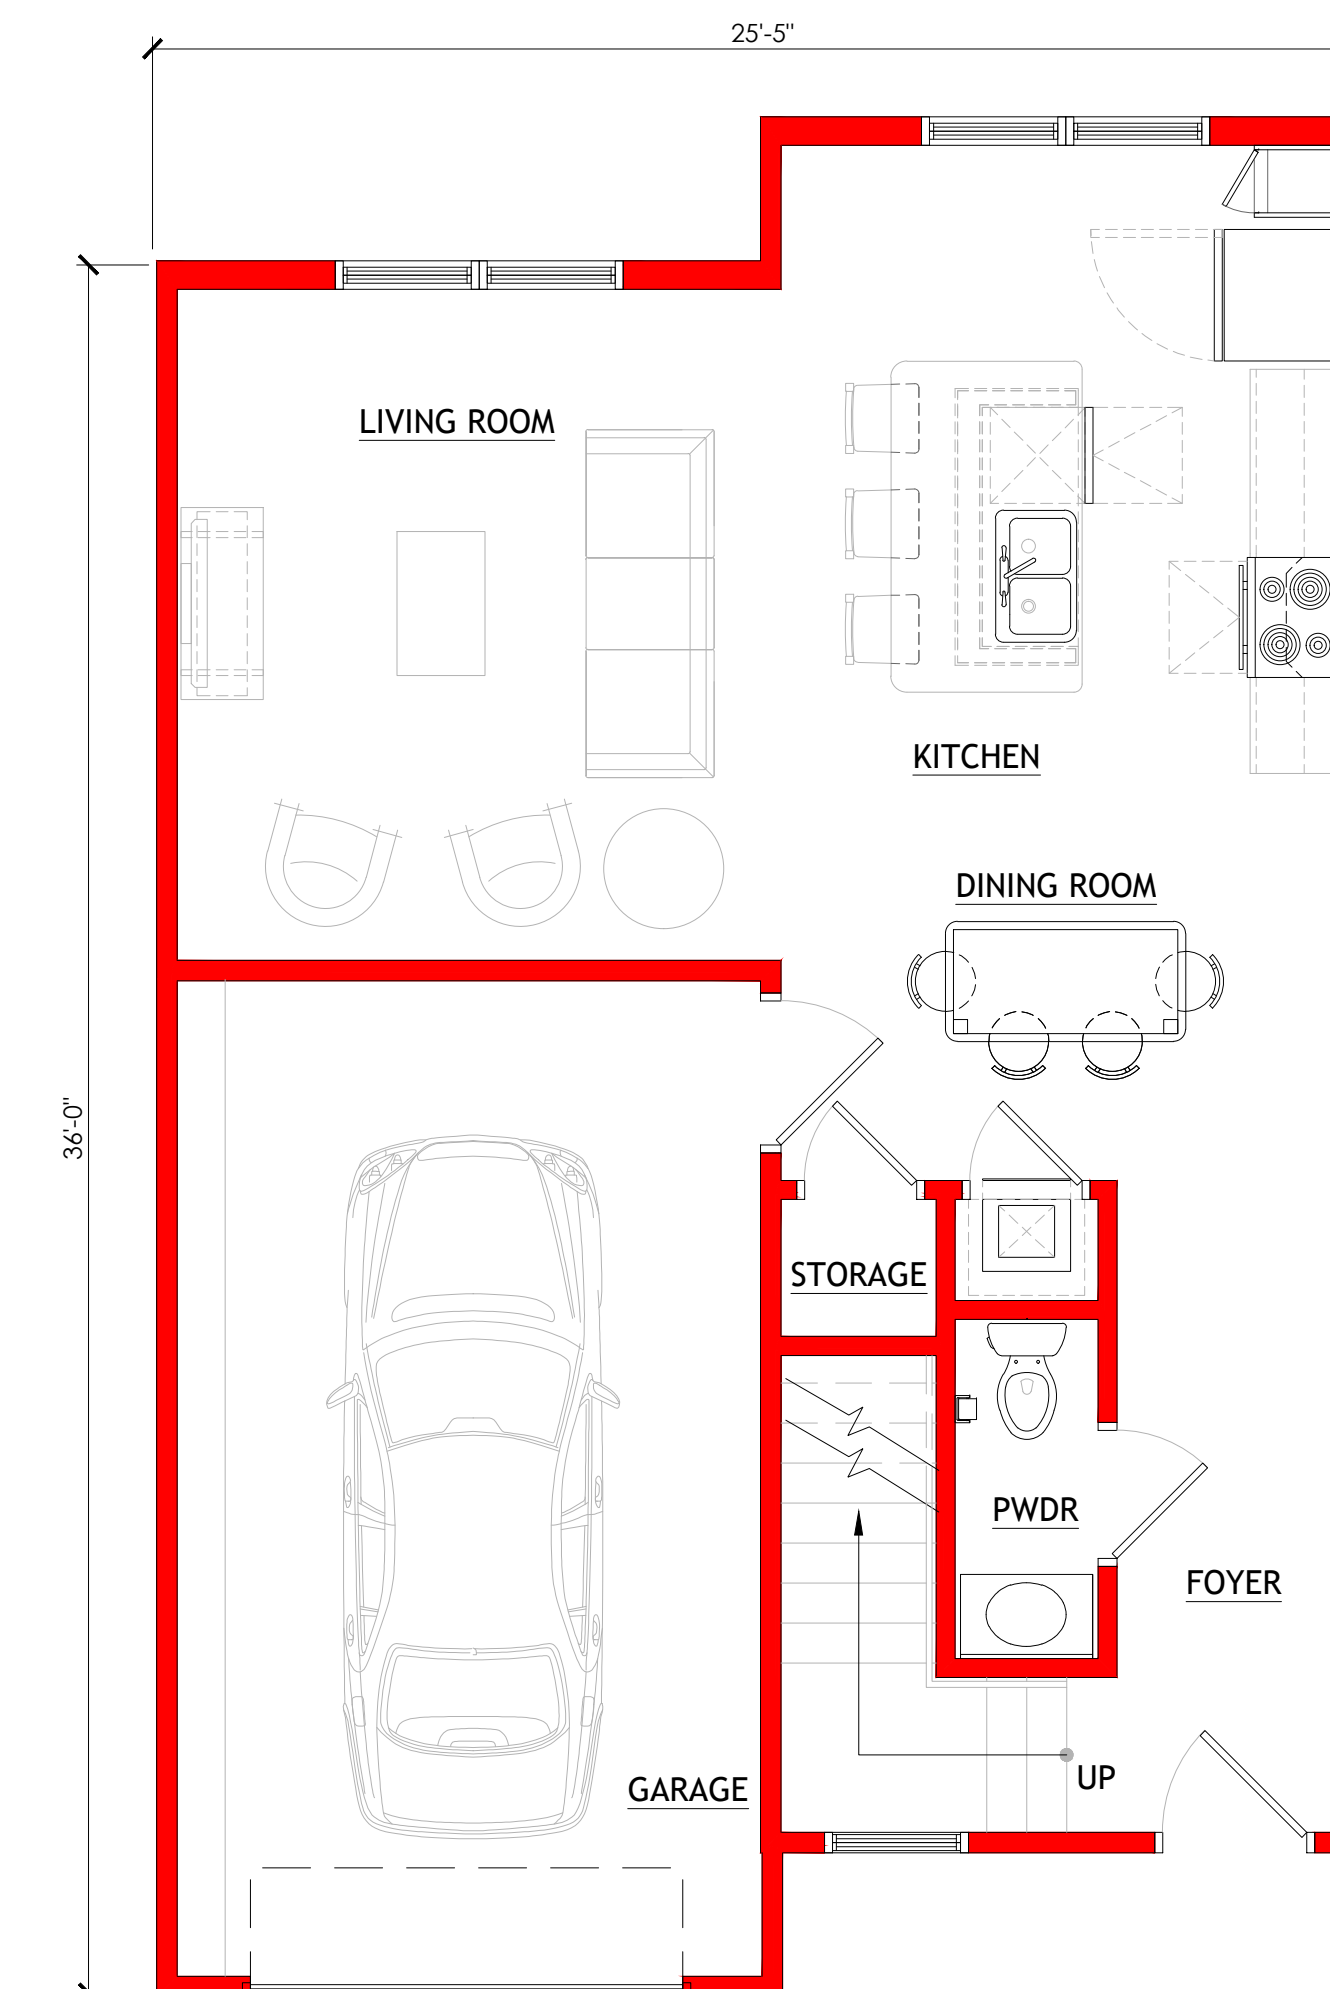 25'-5"
LIVING ROOM
KITCHEN
DINING ROOM
36'-0"
STORAGE
PWDR
FOYER
UP
GARAGE